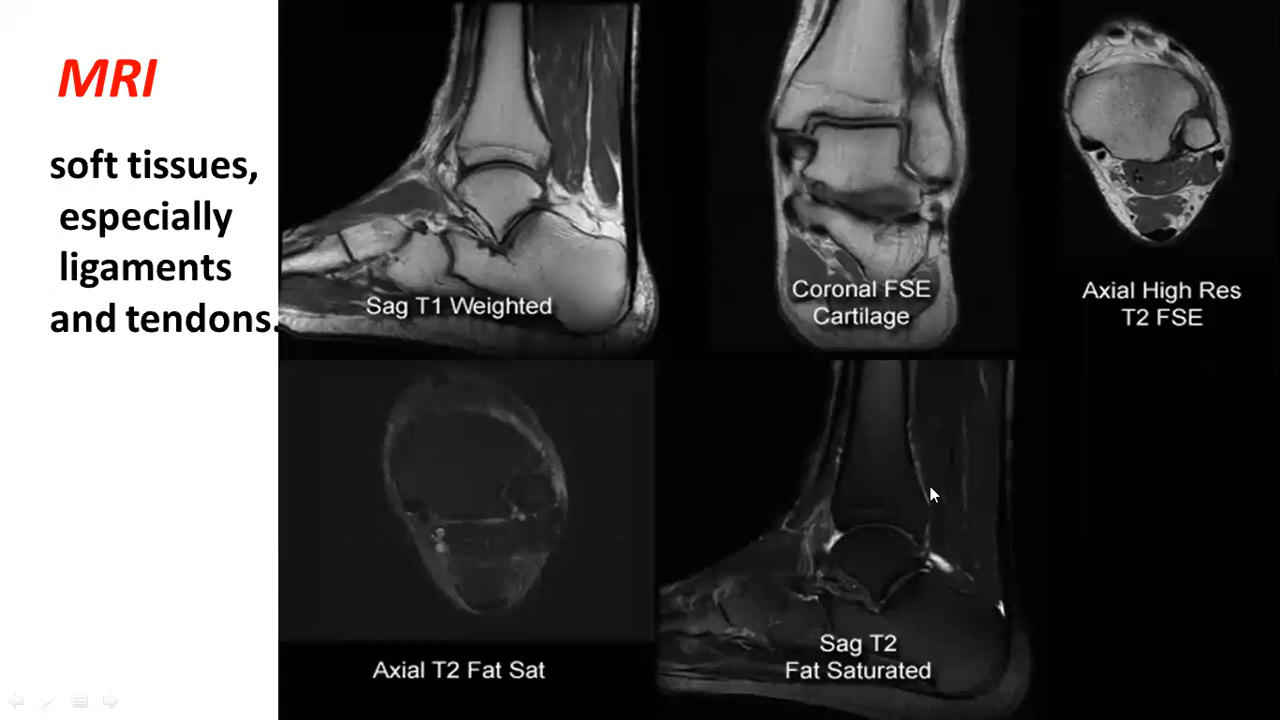 MRI
soft tissues,
especially
ligaments
and tendons.
Sag T1 Weighted
Coronal FSE
Cartilage
Axial High Res
T2 FSE
Axial T2 Fat Sat
Sag T2
Fat Saturated